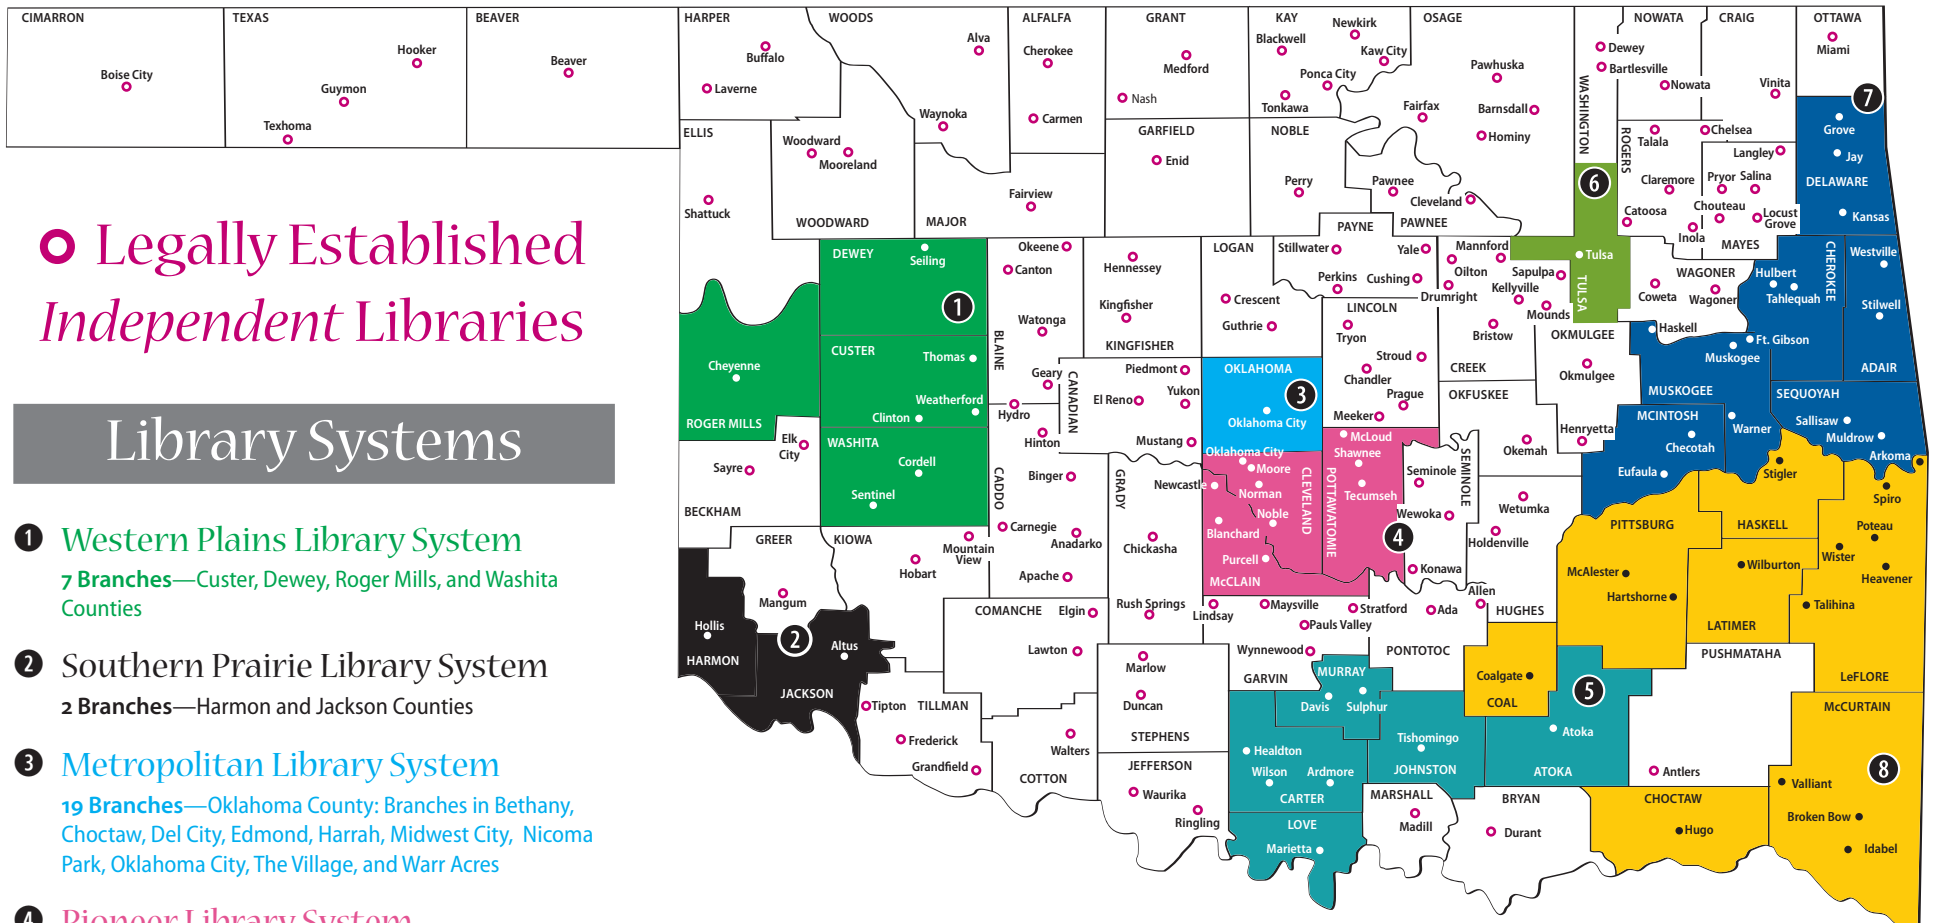 Legally Established
Independent Libraries
Library Systems
1 Western Plains Library System
7 Branches—Custer, Dewey, Roger Mills, and Washita
Counties
2 Southern Prairie Library System
2 Branches—Harmon and Jackson Counties
3 Metropolitan Library System
19 Branches—Oklahoma County: Branches in Bethany,
Choctaw, Del City, Edmond, Harrah, Midwest City, Nicoma
Park, Oklahoma City, The Village, and Warr Acres
4 Pioneer Library System
CIMARRON
Boise City
TEXAS
Hooker
Guymon
Texhoma
BEAVER
Beaver
HARPER
Buffalo
Laverne
WOODS
Alva
Waynoka
ALFALFA
Cherokee
Carmen
GRANT
Medford
Nash
KAY
Newkirk
Blackwell
Kaw City
Ponca City
Tonkawa
OSAGE
Pawhuska
Fairfax
Barnsdall
Hominy
WASHINGTON
Dewey
Bartlesville
NOWATA
Nowata
CRAIG
Vinita
OTTAWA
Miami
7
ELLIS
Shattuck
Woodward
Mooreland
WOODWARD
MAJOR
Fairview
GARFIELD
Enid
NOBLE
Perry
Pawnee
Cleveland
PAWNEE
ROGERS
Talala
Chelsea
Claremore
Catoosa
Inola
Langley
Pryor
Salina
Chouteau
Locust
Grove
MAYES
Grove
Jay
DELAWARE
Kansas
6
Tulsa
TULSA
DEWEY
Seiling
1
CUSTER
Thomas
Weatherford
Clinton
WASHITA
Cordell
Sentinel
Cheyenne
ROGER MILLS
Okeene
Canton
Watonga
BLAINE
Geary
Hydro
Hennessey
Kingfisher
KINGFISHER
LOGAN
Crescent
Guthrie
PAYNE
Stillwater
Yale
Perkins
Cushing
LINCOLN
Tryon
Stroud
Chandler
Prague
Meeker
Mannford
Oilton
Sapulpa
Drumright
Kellyville
Mounds
Bristow
CREEK
OKMULGEE
Okmulgee
Henryetta
WAGONER
Coweta
Wagoner
CHEROKEE
Hulbert
Tahlequah
Westville
Stilwell
ADAIR
Haskell
Ft. Gibson
Muskogee
MUSKOGEE
Warner
SEQUOYAH
Sallisaw
Muldrow
MCINTOSH
Checotah
Eufaula
CANADIAN
Piedmont
El Reno
Yukon
Mustang
OKLAHOMA
3
Oklahoma City
OKFUSKEE
Okemah
Elk
City
Sayre
BECKHAM
GREER
Mangum
KIOWA
Mountain
View
Hobart
Hinton
CADDO
Binger
Carnegie
Anadarko
Apache
GRADY
Chickasha
Rush Springs
Oklahoma City
Moore
Newcastle
Norman
CLEVELAND
Noble
Blanchard
Purcell
McCLAIN
McLoud
Shawnee
Tecumseh
POTTAWATOMIE
4
SEMINOLE
Seminole
Wewoka
Konawa
Wetumka
Holdenville
HUGHES
Allen
PITTSBURG
McAlester
Hartshorne
HASKELL
Stigler
LATIMER
Wilburton
Arkoma
Spiro
Poteau
Wister
Heavener
Talihina
LeFLORE
Hollis
HARMON
2
Altus
JACKSON
Tipton
TILLMAN
Frederick
Grandfield
COMANCHE
Elgin
Lawton
COTTON
Walters
Marlow
Duncan
STEPHENS
JEFFERSON
Waurika
Ringling
Lindsay
Maysville
Pauls Valley
Wynnewood
GARVIN
Stratford
Ada
PONTOTOC
MURRAY
Davis
Sulphur
Coalgate
COAL
5
Atoka
ATOKA
Healdton
Wilson
Ardmore
CARTER
Tishomingo
JOHNSTON
LOVE
Marietta
MARSHALL
Madill
BRYAN
Durant
PUSHMATAHA
Antlers
CHOCTAW
Hugo
McCURTAIN
8
Valliant
Broken Bow
Idabel